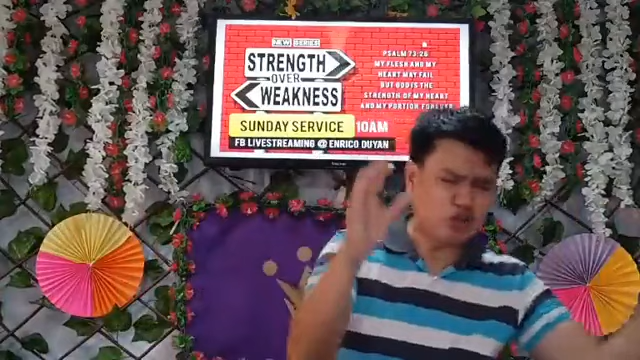 NEW SERIES
STRENGTH
OVER
WEAKNESS
SUNDAY SERVICE 10AM
FB LIVESTREAMING @ ENRICO DUYAN
PSALM 73:26
MY FLESH AND MY
HEART MAY FAIL
BUT GOD IS THE
STRENGTH OF MY HEART
AND MY PORTION FOREVER